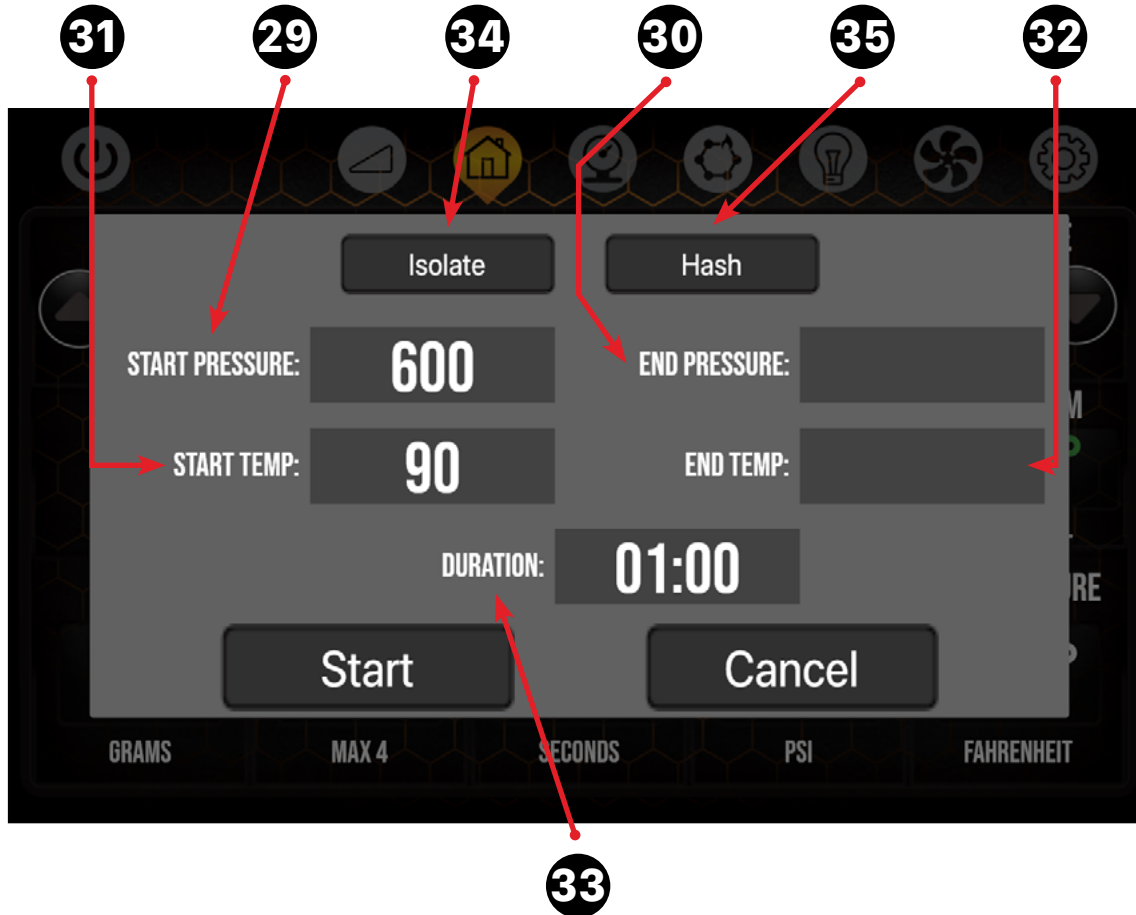 31 29 34 30 35 32
Isolate Hash
START PRESSURE: 600 END PRESSURE:
START TEMP: 90 END TEMP:
DURATION: 01:00
Start Cancel
GRAMS MAX 4 SECONDS PSI FAHRENHEIT
33